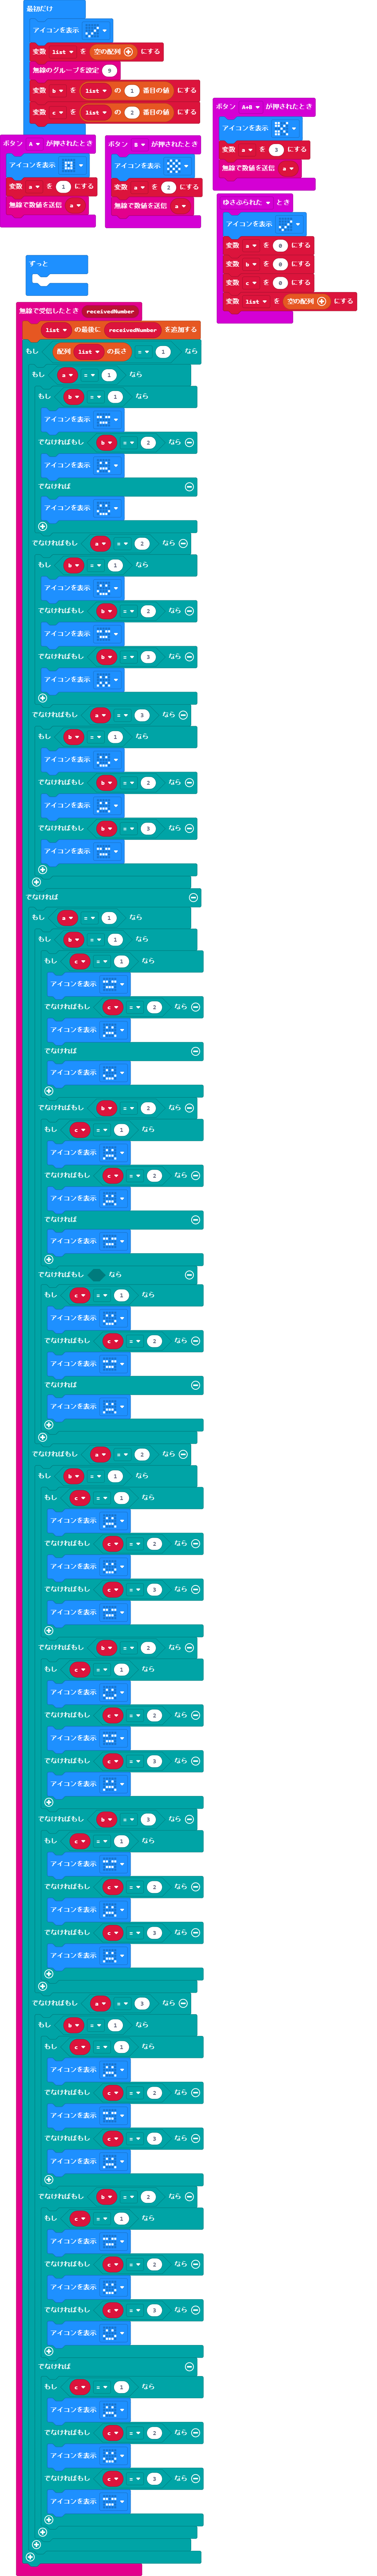 最初だけ
アイコンを表示
変数 list を 空の配列 にする
無線のグループを設定 9
変数 b を list の 1 番目の値 にする
変数 c を list の 2 番目の値 にする
ボタン A が押されたとき
アイコンを表示
変数 a を 1 にする
無線で数値を送信 a
ボタン B が押されたとき
アイコンを表示
変数 a を 2 にする
無線で数値を送信 a
ボタン A+B が押されたとき
アイコンを表示
変数 a を 3 にする
無線で数値を送信 a
ゆさぶられた とき
アイコンを表示
変数 a を 0 にする
変数 b を 0 にする
変数 c を 0 にする
変数 list を 空の配列 にする
ずっと
無線で受信したとき receivedNumber
list の最後に receivedNumber を追加する
もし 配列 list の長さ = 1 なら
もし a = 1 なら
もし b = 1 なら
アイコンを表示
でなければもし b = 2 なら
アイコンを表示
でなければ
アイコンを表示
でなければもし a = 2 なら
もし b = 1 なら
アイコンを表示
でなければもし b = 2 なら
アイコンを表示
でなければもし b = 3 なら
アイコンを表示
でなければもし a = 3 なら
もし b = 1 なら
アイコンを表示
でなければもし b = 2 なら
アイコンを表示
でなければもし b = 3 なら
アイコンを表示
でなければ
もし a = 1 なら
もし b = 1 なら
もし c = 1 なら
アイコンを表示
でなければもし c = 2 なら
アイコンを表示
でなければ
アイコンを表示
でなければもし b = 2 なら
もし c = 1 なら
アイコンを表示
でなければもし c = 2 なら
アイコンを表示
でなければ
アイコンを表示
でなければもし なら
もし c = 1 なら
アイコンを表示
でなければもし c = 2 なら
アイコンを表示
でなければ
アイコンを表示
でなければもし a = 2 なら
もし b = 1 なら
もし c = 1 なら
アイコンを表示
でなければもし c = 2 なら
アイコンを表示
でなければもし c = 3 なら
アイコンを表示
でなければもし b = 2 なら
もし c = 1 なら
アイコンを表示
でなければもし c = 2 なら
アイコンを表示
でなければもし c = 3 なら
アイコンを表示
でなければもし b = 3 なら
もし c = 1 なら
アイコンを表示
でなければもし c = 2 なら
アイコンを表示
でなければもし c = 3 なら
アイコンを表示
でなければもし a = 3 なら
もし b = 1 なら
もし c = 1 なら
アイコンを表示
でなければもし c = 2 なら
アイコンを表示
でなければもし c = 3 なら
アイコンを表示
でなければもし b = 2 なら
もし c = 1 なら
アイコンを表示
でなければもし c = 2 なら
アイコンを表示
でなければもし c = 3 なら
アイコンを表示
でなければ
もし c = 1 なら
アイコンを表示
でなければもし c = 2 なら
アイコンを表示
でなければもし c = 3 なら
アイコンを表示